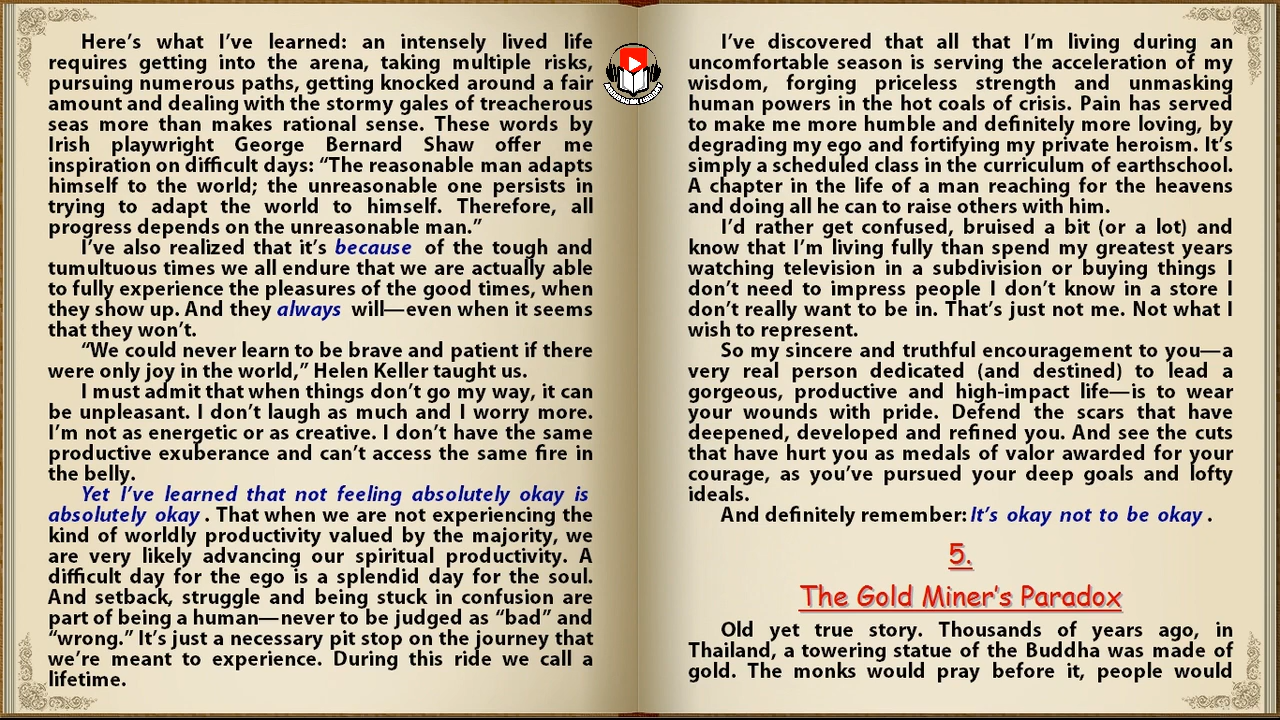 Here’s what I’ve learned: an intensely lived life
requires getting into the arena, taking multiple risks,
pursuing numerous paths, getting knocked around a fair
amount and dealing with the stormy gales of treacherous
seas more than makes rational sense. These words by
Irish playwright George Bernard Shaw offer me
inspiration on difficult days: “The reasonable man adapts
himself to the world; the unreasonable one persists in
trying to adapt the world to himself. Therefore, all
progress depends on the unreasonable man.”
I’ve also realized that it’s because of the tough and
tumultuous times we all endure that we are actually able
to fully experience the pleasures of the good times, when
they show up. And they always will—even when it seems
that they won’t.
“We could never learn to be brave and patient if there
were only joy in the world,” Helen Keller taught us.
I must admit that when things don’t go my way, it can
be unpleasant. I don’t laugh as much and I worry more.
I’m not as energetic or as creative. I don’t have the same
productive exuberance and can’t access the same fire in
the belly.
Yet I’ve learned that not feeling absolutely okay is
absolutely okay . That when we are not experiencing the
kind of worldly productivity valued by the majority, we
are very likely advancing our spiritual productivity. A
difficult day for the ego is a splendid day for the soul.
And setback, struggle and being stuck in confusion are
part of being a human—never to be judged as “bad” and
“wrong.” It’s just a necessary pit stop on the journey that
we’re meant to experience. During this ride we call a
lifetime.
I’ve discovered that all that I’m living during an
uncomfortable season is serving the acceleration of my
wisdom, forging priceless strength and unmasking
human powers in the hot coals of crisis. Pain has served
to make me more humble and definitely more loving, by
degrading my ego and fortifying my private heroism. It’s
simply a scheduled class in the curriculum of earthschool.
A chapter in the life of a man reaching for the heavens
and doing all he can to raise others with him.
I’d rather get confused, bruised a bit (or a lot) and
know that I’m living fully than spend my greatest years
watching television in a subdivision or buying things I
don’t need to impress people I don’t know in a store I
don’t really want to be in. That’s just not me. Not what I
wish to represent.
So my sincere and truthful encouragement to you—a
very real person dedicated (and destined) to lead a
gorgeous, productive and high-impact life—is to wear
your wounds with pride. Defend the scars that have
deepened, developed and refined you. And see the cuts
that have hurt you as medals of valor awarded for your
courage, as you’ve pursued your deep goals and lofty
ideals.
And definitely remember: It’s okay not to be okay .
5.
The Gold Miner’s Paradox
Old yet true story. Thousands of years ago, in
Thailand, a towering statue of the Buddha was made of
gold. The monks would pray before it, people would